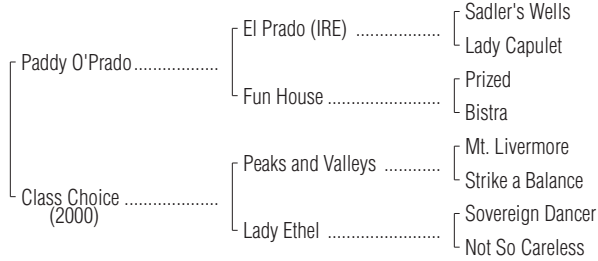 Sadler's Wells
El Prado (IRE) ..................
Lady Capulet
Paddy O'Prado..................
Prized
Fun House ........................
Bistra
Mt. Livermore
Peaks and Valleys ............
Strike a Balance
Class Choice ....................
(2000)
Sovereign Dancer
Lady Ethel ........................
Not So Careless